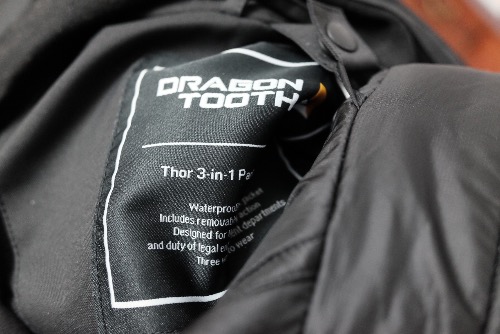 DRAGON
TOOTH
Thor 3-in-1
Waterproof
Includes removable
Designed for departments
and duty of legal
Three wear